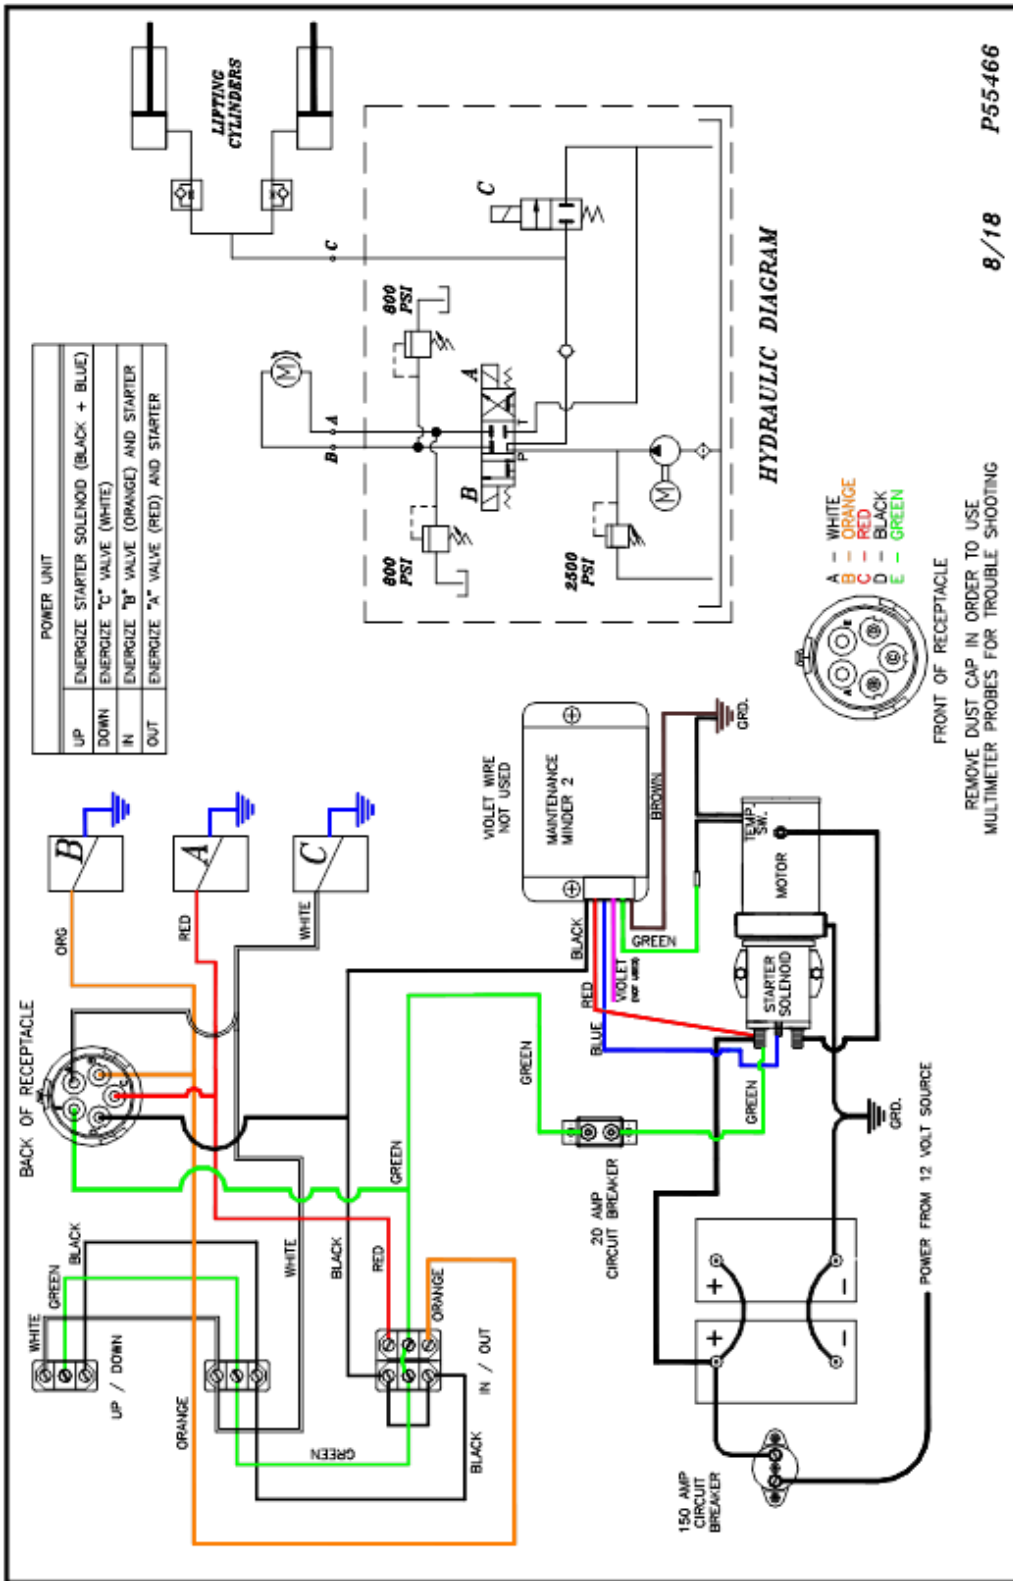 POWER UNIT
UP ENERGIZE STARTER SOLENOID (BLACK + BLUE)
DOWN ENERGIZE "C" VALVE (WHITE)
IN ENERGIZE "B" VALVE (ORANGE) AND STARTER
OUT ENERGIZE "A" VALVE (RED) AND STARTER
LIFTING
CYLINDERS
C
800
PSI
C
A
B
A
B
P
T
M
M
800
PSI
2500
PSI
HYDRAULIC DIAGRAM
BACK OF RECEPTACLE
ORG
RED
WHITE
B
A
C
WHITE
GREEN
BLACK
UP / DOWN
ORANGE
WHITE
BLACK
RED
GREEN
ORANGE
IN / OUT
GREEN
BLACK
VIOLET WIRE
NOT USED
MAINTENANCE
MINDER 2
BLACK
RED
BLUE
VIOLET
(NOT USED)
GREEN
BROWN
GRD.
GREEN
20 AMP
CIRCUIT BREAKER
GREEN
STARTER
SOLENOID
MOTOR
TEMP.
SW.
GRD.
+
-
+
-
150 AMP
CIRCUIT
BREAKER
POWER FROM 12 VOLT SOURCE
A - WHITE
B - ORANGE
C - RED
D - BLACK
E - GREEN
A
E
D
C
FRONT OF RECEPTACLE
REMOVE DUST CAP IN ORDER TO USE
MULTIMETER PROBES FOR TROUBLE SHOOTING
8/18
P55466